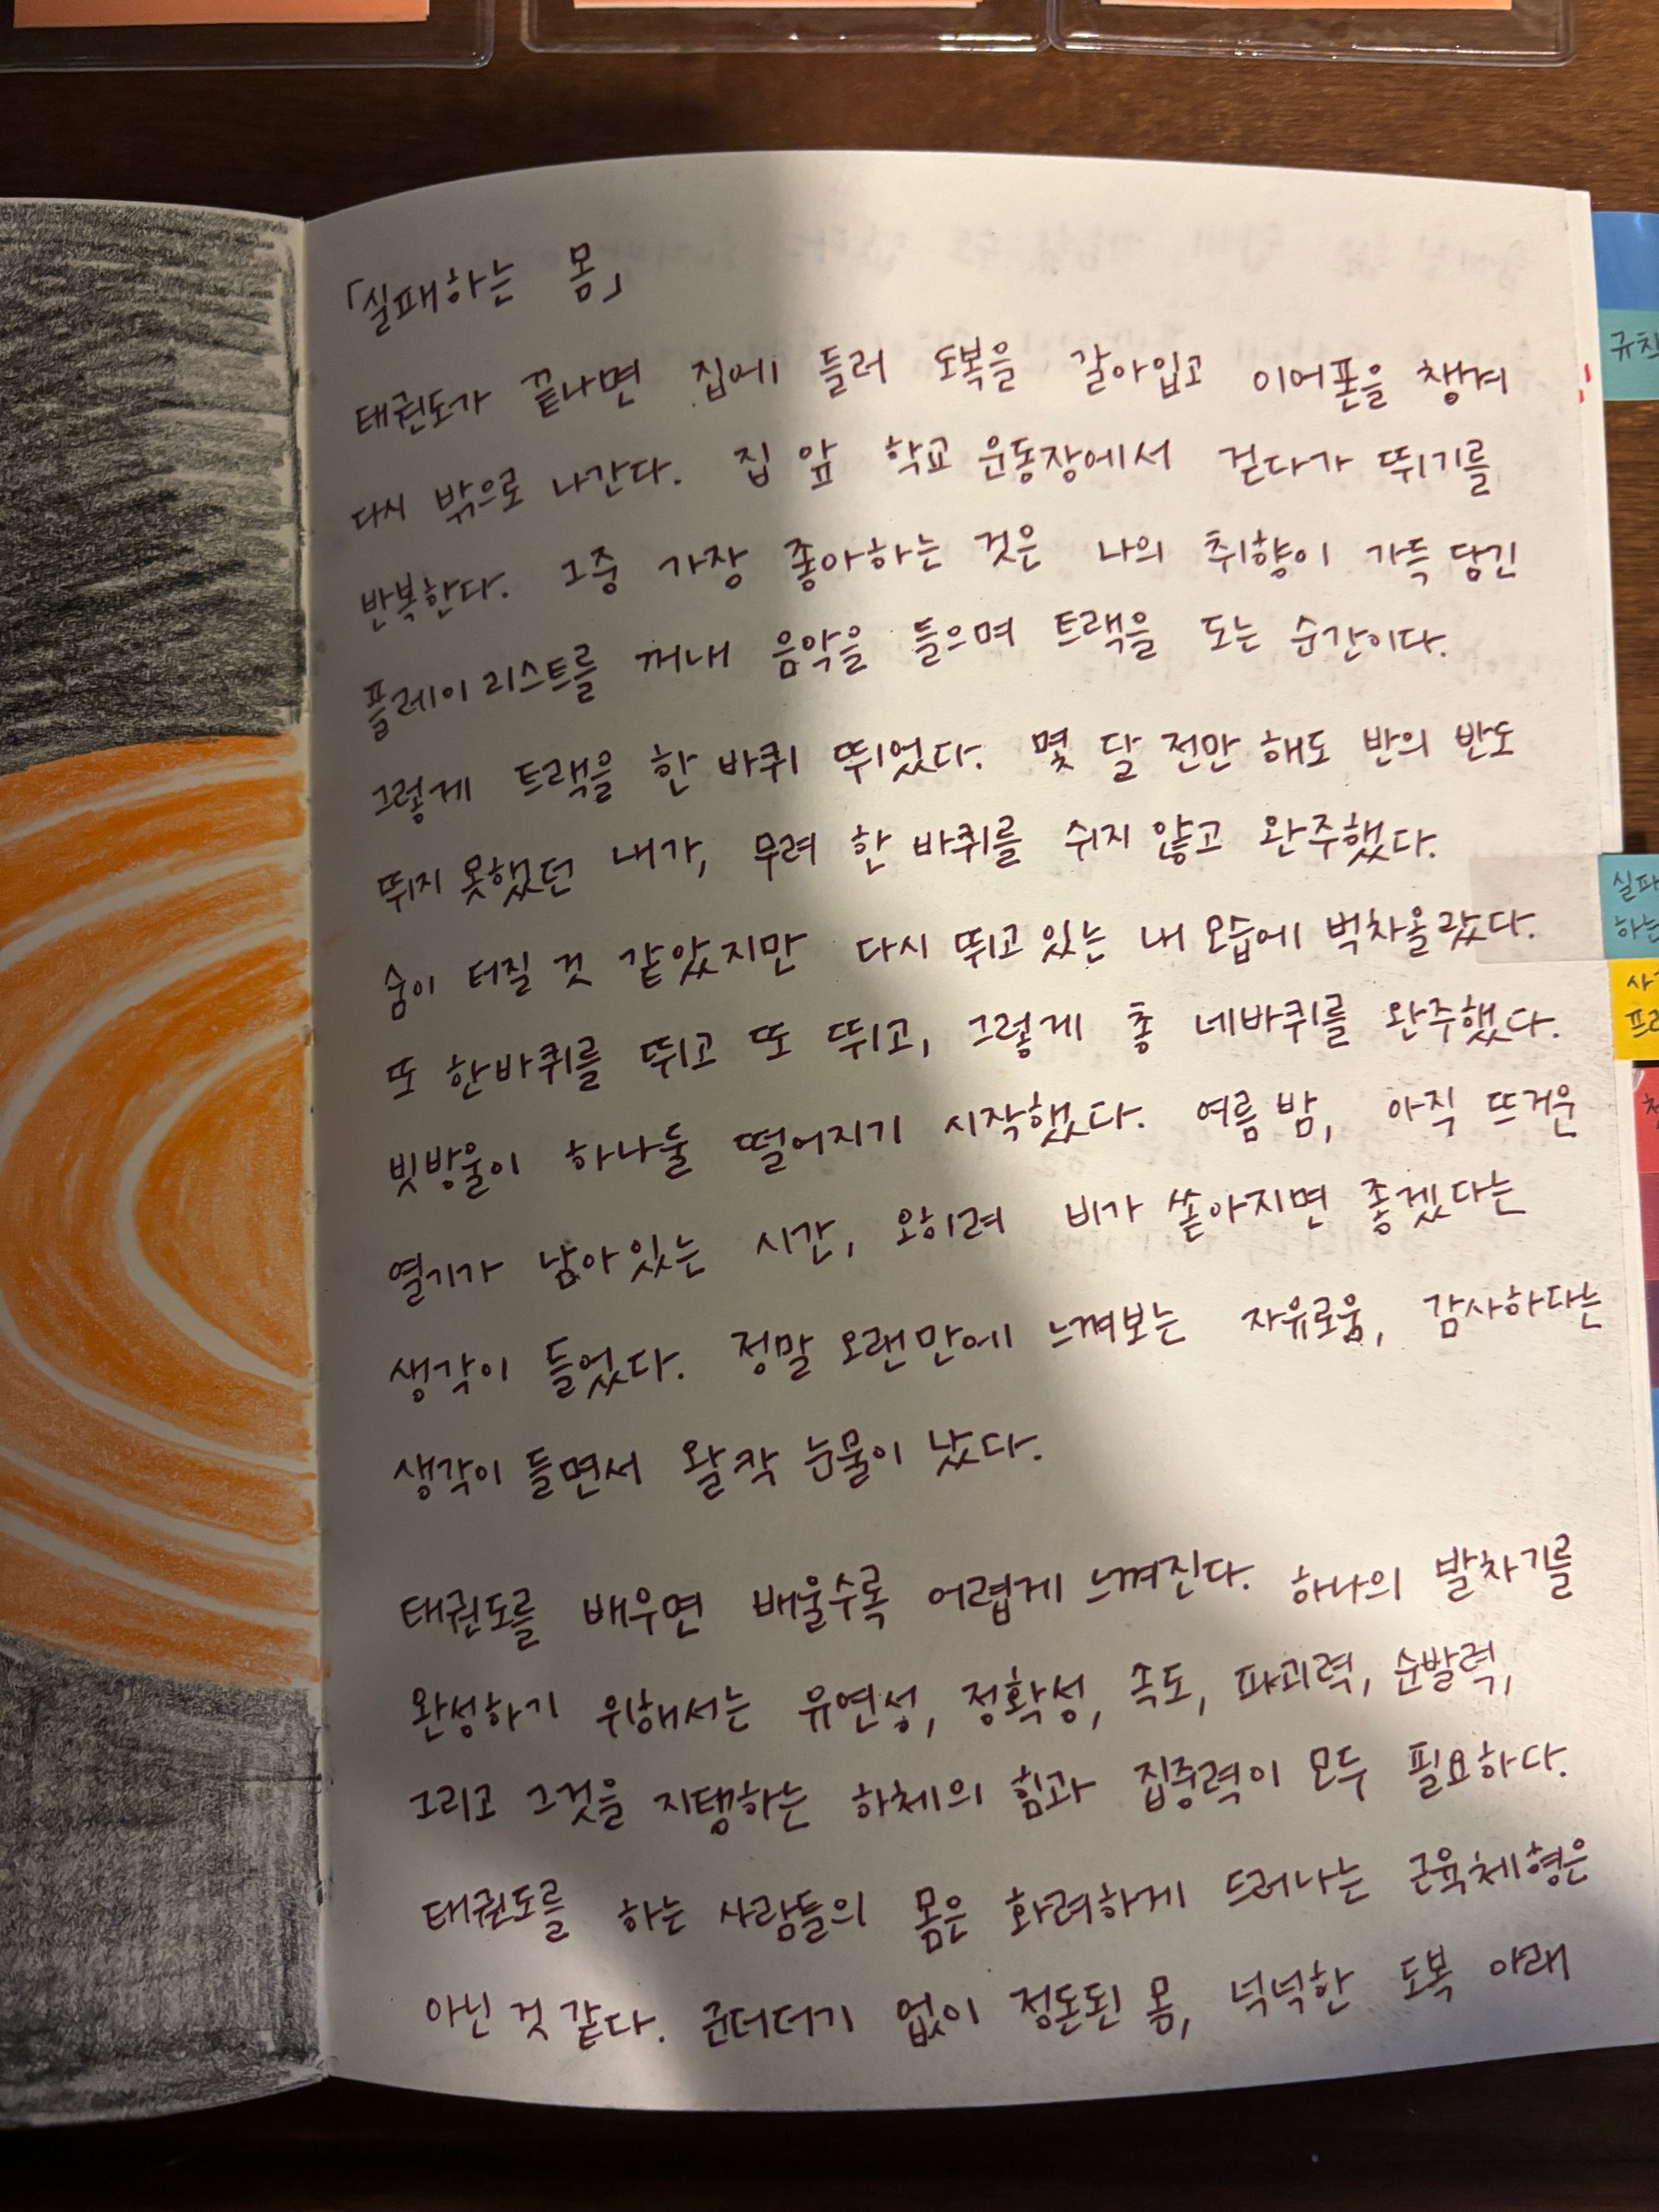 「실패하는 몸」
태권도가 끝나면 집에 들러 도복을 갈아입고 이어폰을 챙겨
다시 밖으로 나간다. 집 앞 학교 운동장에서 걷다가 뛰기를
반복한다. 그중 가장 좋아하는 것은 나의 취향이 가득 담긴
플레이리스트를 꺼내 음악을 들으며 트랙을 도는 순간이다.
그렇게 트랙을 한 바퀴 뛰었다. 몇 달 전만 해도 반의 반도
뛰지 못했던 내가, 무려 한 바퀴를 쉬지 않고 완주했다.
숨이 터질 것 같았지만 다시 뛰고 있는 내 모습에 벅차올랐다.
또 한바퀴를 뛰고 또 뛰고, 그렇게 총 네바퀴를 완주했다.
빗방울이 하나둘 떨어지기 시작했다. 여름 밤, 아직 뜨거운
열기가 남아있는 시간, 오히려 비가 쏟아지면 좋겠다는
생각이 들었다. 정말 오랜만에 느껴보는 자유로움, 감사하다는
생각이 들면서 왈칵 눈물이 났다.
태권도를 배우면 배울수록 어렵게 느껴진다. 하나의 발차기를
완성하기 위해서는 유연성, 정확성, 속도, 파괴력, 순발력,
그리고 그것을 지탱하는 하체의 힘과 집중력이 모두 필요하다.
태권도를 하는 사람들의 몸은 화려하게 드러나는 근육체형은
아닌 것 같다. 군더더기 없이 정돈된 몸, 넉넉한 도복 아래
규칙
하는